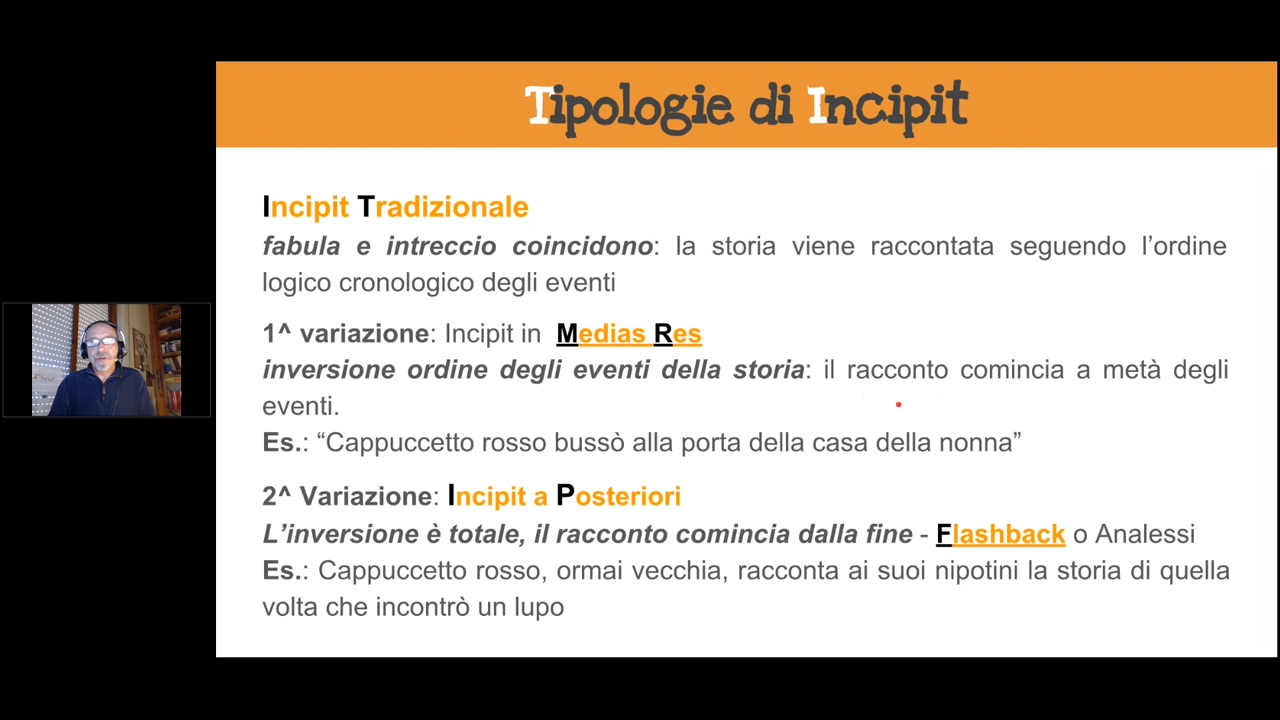 Tipologie di Incipit
Incipit Tradizionale
fabula e intreccio coincidono: la storia viene raccontata seguendo l’ordine
logico cronologico degli eventi
1^ variazione: Incipit in Medias Res
inversione ordine degli eventi della storia: il racconto comincia a metà degli
eventi.
Es.: “Cappuccetto rosso bussò alla porta della casa della nonna”
2^ Variazione: Incipit a Posteriori
L’inversione è totale, il racconto comincia dalla fine - Flashback o Analessi
Es.: Cappuccetto rosso, ormai vecchia, racconta ai suoi nipotini la storia di quella
volta che incontrò un lupo